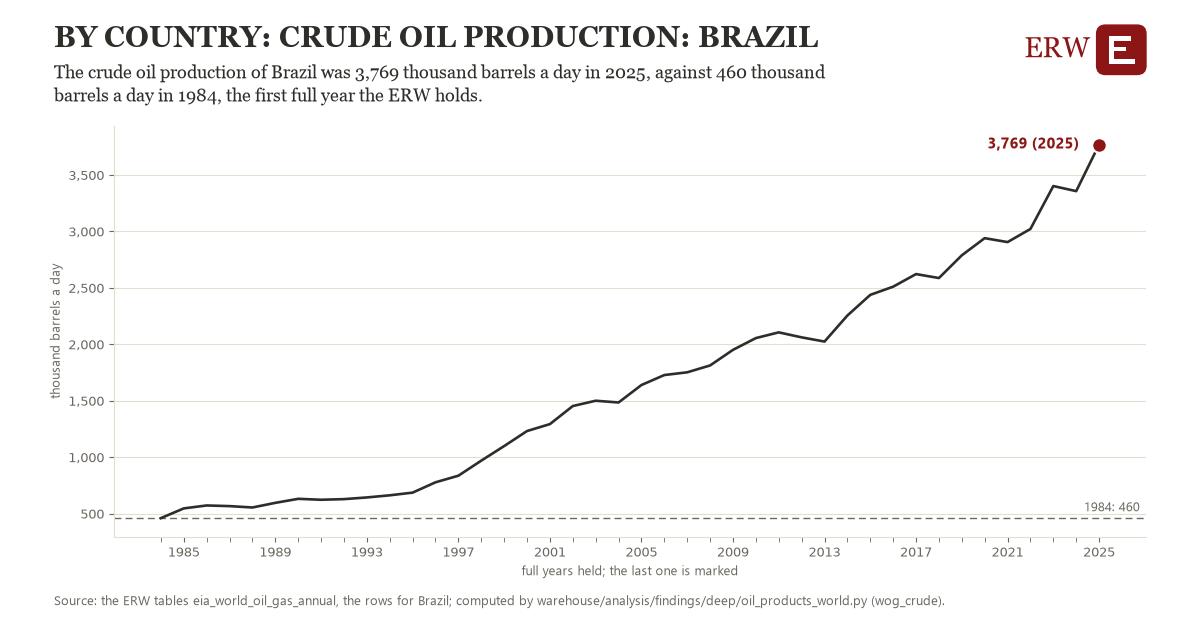 BY COUNTRY: CRUDE OIL PRODUCTION: BRAZIL
ERW E
The crude oil production of Brazil was 3,769 thousand barrels a day in 2025, against 460 thousand
barrels a day in 1984, the first full year the ERW holds.
3,769 (2025)
3,500
3,000
2,500
2,000
1,500
1,000
500
thousand barrels a day
1984: 460
1985 1989 1993 1997 2001 2005 2009 2013 2017 2021 2025
full years held; the last one is marked
Source: the ERW tables eia_world_oil_gas_annual, the rows for Brazil; computed by warehouse/analysis/findings/deep/oil_products_world.py (wog_crude).